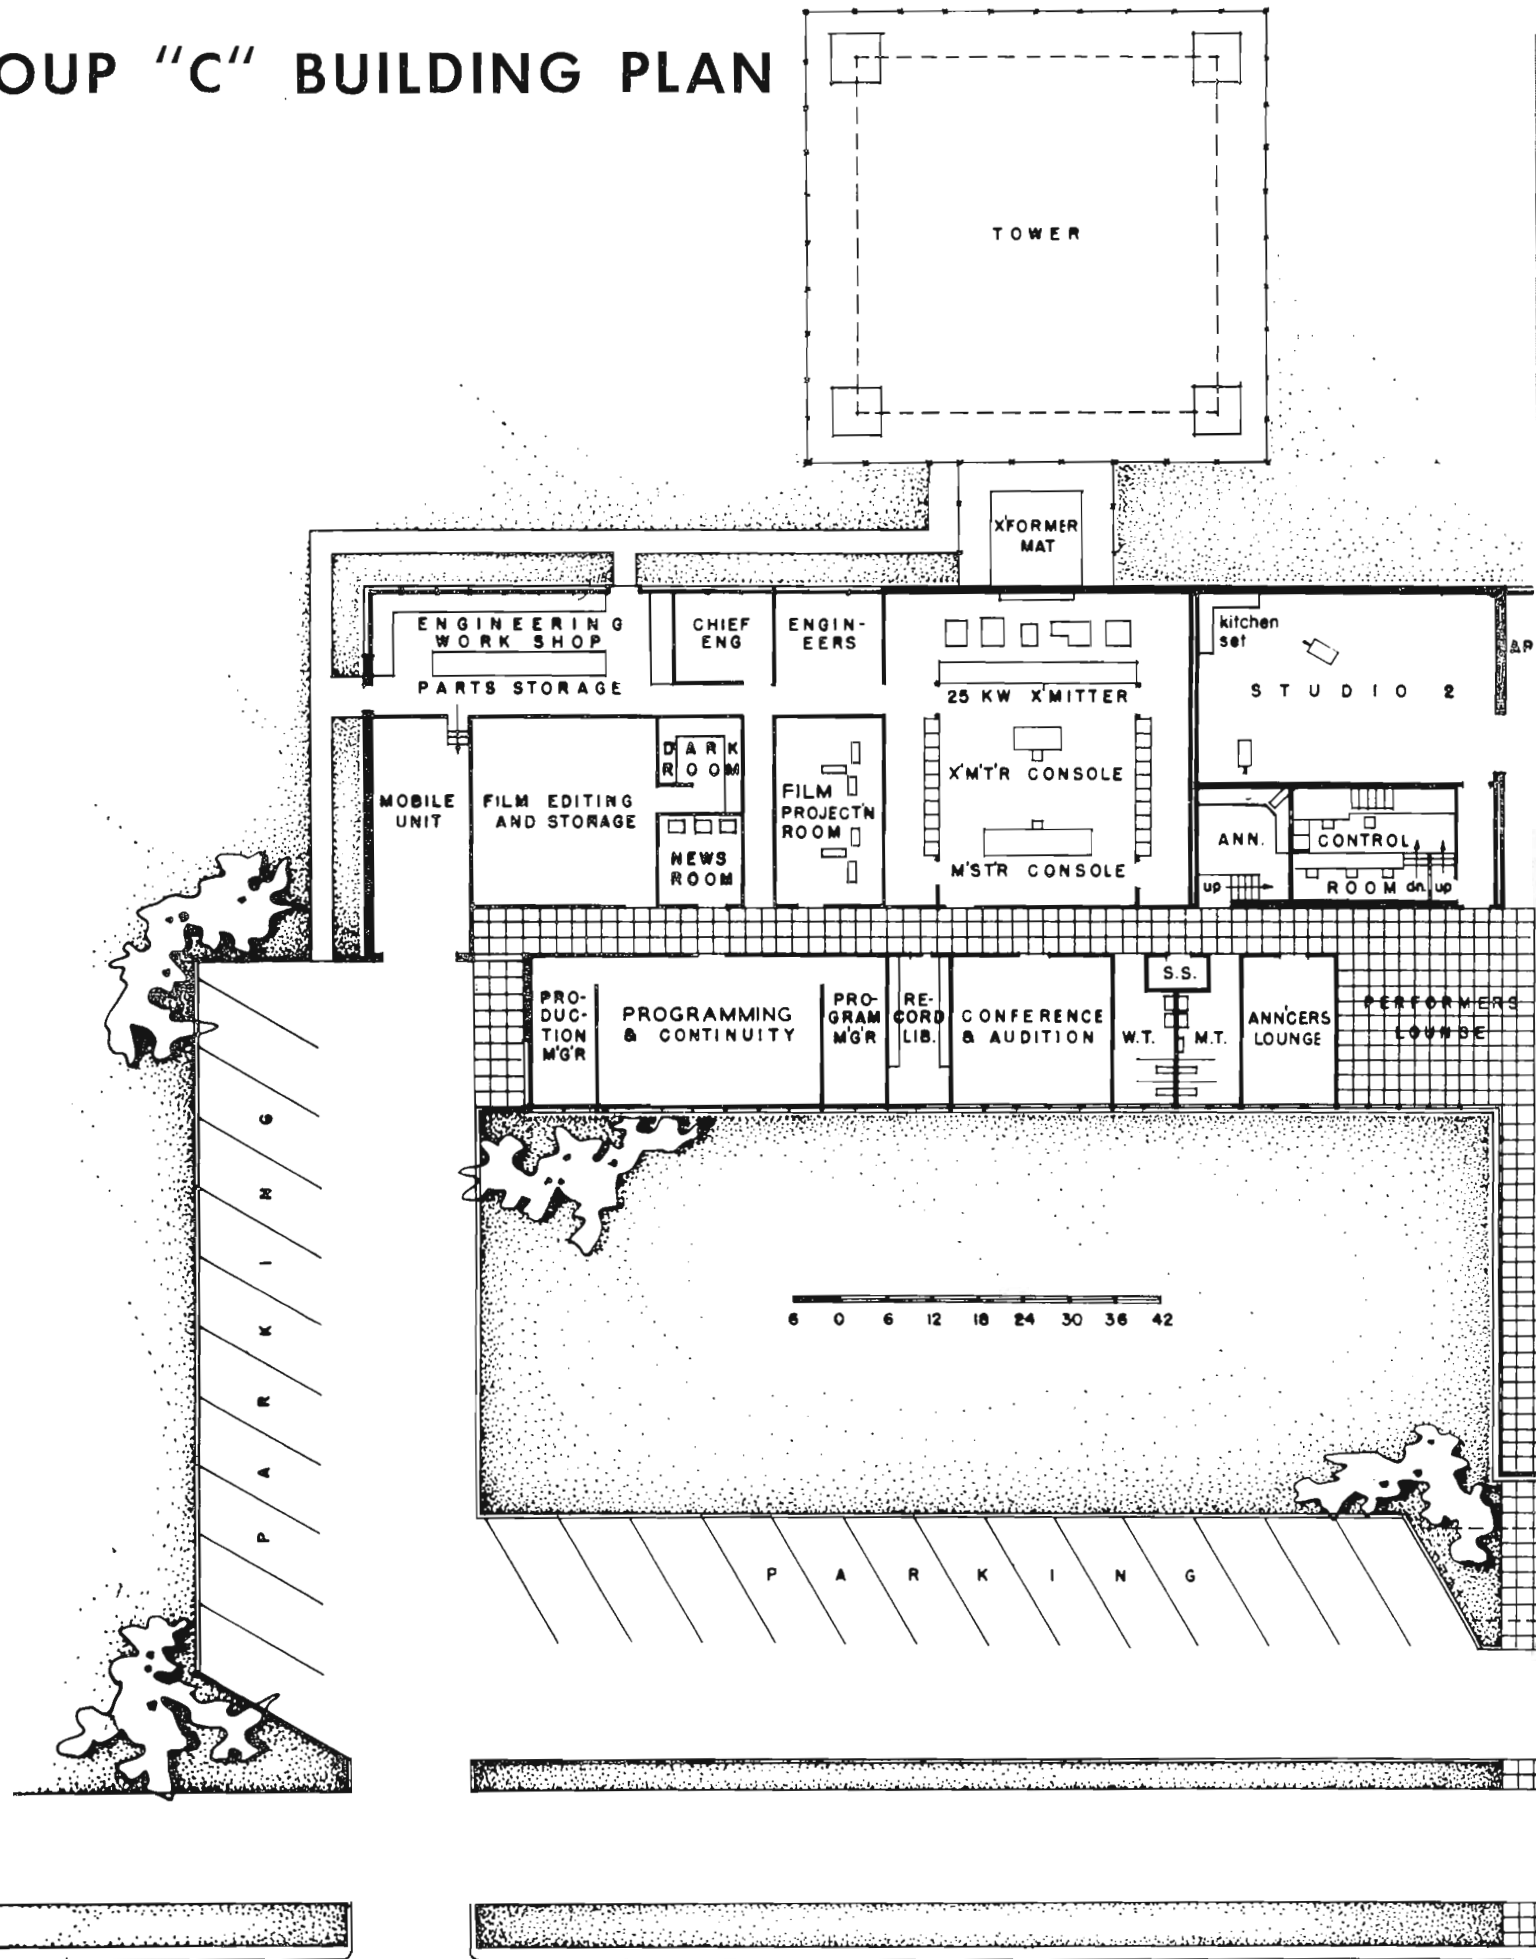 OUP "C" BUILDING PLAN
TOWER
X'FORMER
MAT
ENGINEERING
WORK SHOP
PARTS STORAGE
CHIEF
ENG
ENGIN-
EERS
25 KW X'MITTER
X'M'T'R CONSOLE
M'ST'R CONSOLE
kitchen
set
STUDIO 2
AR
MOBILE
UNIT
FILM EDITING
AND STORAGE
DARK
ROOM
NEWS
ROOM
FILM
PROJECT'N
ROOM
ANN.
up
CONTROL
ROOM
dn.
up
PRO-
DUC-
TION
M'G'R
PROGRAMMING
& CONTINUITY
PRO-
GRAM
M'G'R
RE-
CORD
LIB.
CONFERENCE
& AUDITION
S.S.
W.T.
M.T.
ANN'CERS
LOUNGE
PERFORMERS
LOUNGE
PARKING
6 0 6 12 18 24 30 36 42
PARKING